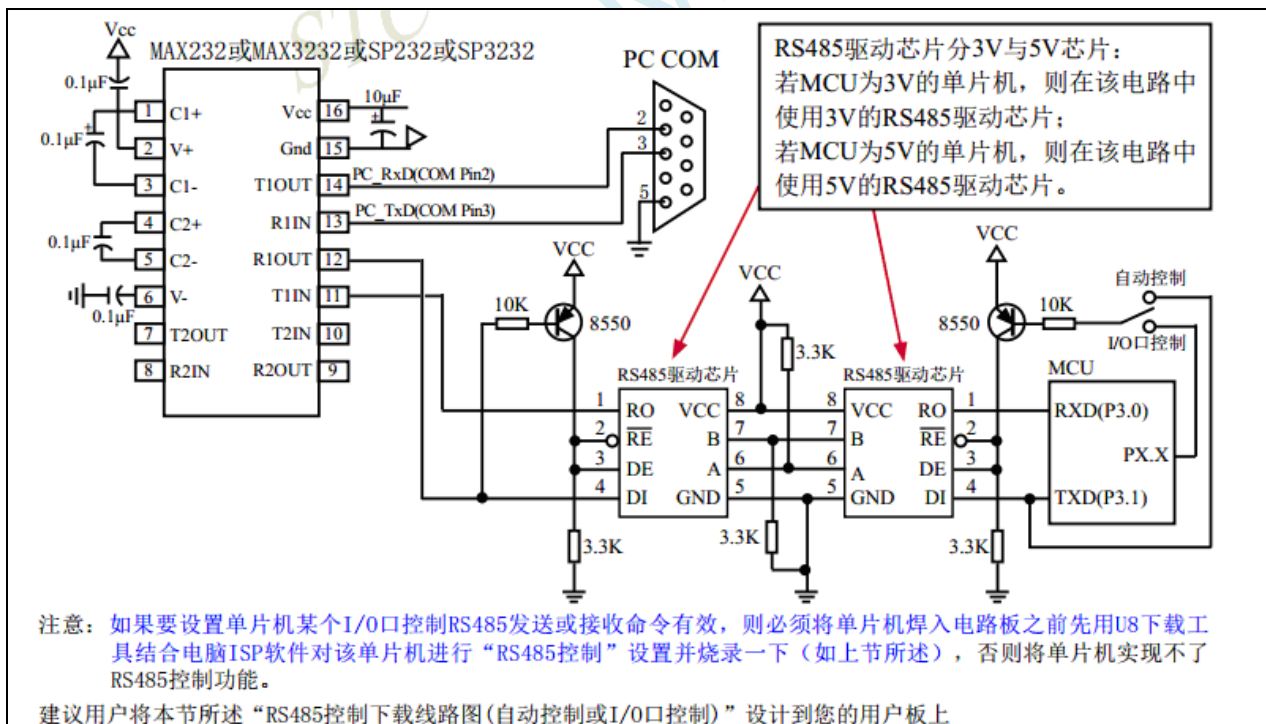 STC
Vcc
MAX232或MAX3232或SP232或SP3232
0.1μF
0.1μF
0.1μF
0.1μF
10μF
1 C1+
2 V+
3 C1-
4 C2+
5 C2-
6 V-
7 T2OUT
8 R2IN
Vcc 16
Gnd 15
T1OUT 14
R1IN 13
R1OUT 12
T1IN 11
T2IN 10
R2OUT 9
PC_RxD(COM Pin2)
PC_TxD(COM Pin3)
PC COM
2
3
5
RS485驱动芯片分3V与5V芯片:
若MCU为3V的单片机，则在该电路中
使用3V的RS485驱动芯片;
若MCU为5V的单片机，则在该电路中
使用5V的RS485驱动芯片。
VCC
10K
8550
VCC
3.3K
VCC
8550
10K
自动控制
I/O口控制
RS485驱动芯片
1 RO VCC 8
2 RE B 7
3 DE A 6
4 DI GND 5
3.3K
3.3K
RS485驱动芯片
8 VCC RO 1
7 B RE 2
6 A DE 3
5 GND DI 4
3.3K
MCU
RXD(P3.0)
PX.X
TXD(P3.1)
注意: 如果要设置单片机某个I/O口控制RS485发送或接收命令有效，则必须将单片机焊入电路板之前先用U8下载工
具结合电脑ISP软件对该单片机进行“RS485控制”设置并烧录一下（如上节所述），否则将单片机实现不了
RS485控制功能。
建议用户将本节所述“RS485控制下载线路图(自动控制或I/O口控制)”设计到您的用户板上